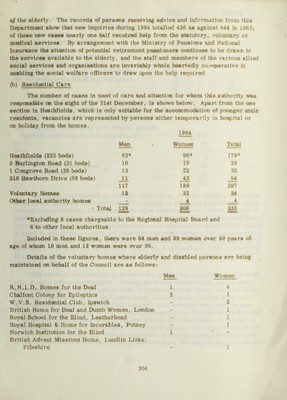 of the elderly. The records of persons receiving advice and information from this
Department show that new inquiries during 1964 totalled 436 as against 444 in 1963;
of these new cases nearly one half received help from the statutory, voluntary or
medical services. By arrangement with the Ministry of Pensions and National
Insurance the attention of potential retirement pensioners continues to be drawn to
the services available to the elderly, and the staff and members of the various allied
social services and organisations are invariably whole heartedly co-operative in
enabling the social welfare officers to draw upon the help required.
(b) Residential Care
The number of cases in need of care and attention for whom this authority was
responsible on the night of the 31st December, is shown below. Apart from the one
section in Heathfields, which is only suitable for the accommodation of younger male
residents, vacancies are represented by persons either temporarily in hospital or
on holiday from the homes.
1964
Men Women Total
Heathfields (223 beds) 83* 96* 179*
9 Burlington Road (31 beds) 10 19 29
1 Congreve Road (39 beds) 13 22 35
218 Hawthorn Drive (58 beds) 11 43 54
117 180 297
Voluntary Homes 12 22 34
Other local authority homes - 4 4
Total 129 206 335
*Excluding 8 cases chargeable to the Regional Hospital Board and
6 to other local authorities.
Included in these figures, there were 64 men and 99 women over 80 years of
age of whom 10 men and 12 women were over 90.
Details of the voluntary homes where elderly and disabled persons are being
maintained on behalf of the Council are as follows:
Men Women
R.N.I.D. Homes for the Deaf 1 4
Chalfont Colony for Epileptics 2 1
W.V.S. Residential Club, Ipswich - 3
British Home for Deaf and Dumb Women, London - 1
Royal School for the Blind, Leatherhead - 1
Royal Hospital & Home for Incurables, Putney - 1
Norwich Institution for the Blind 1 -
British Advent Missions Home, Lundin Links,
Fifeshire - 1
204